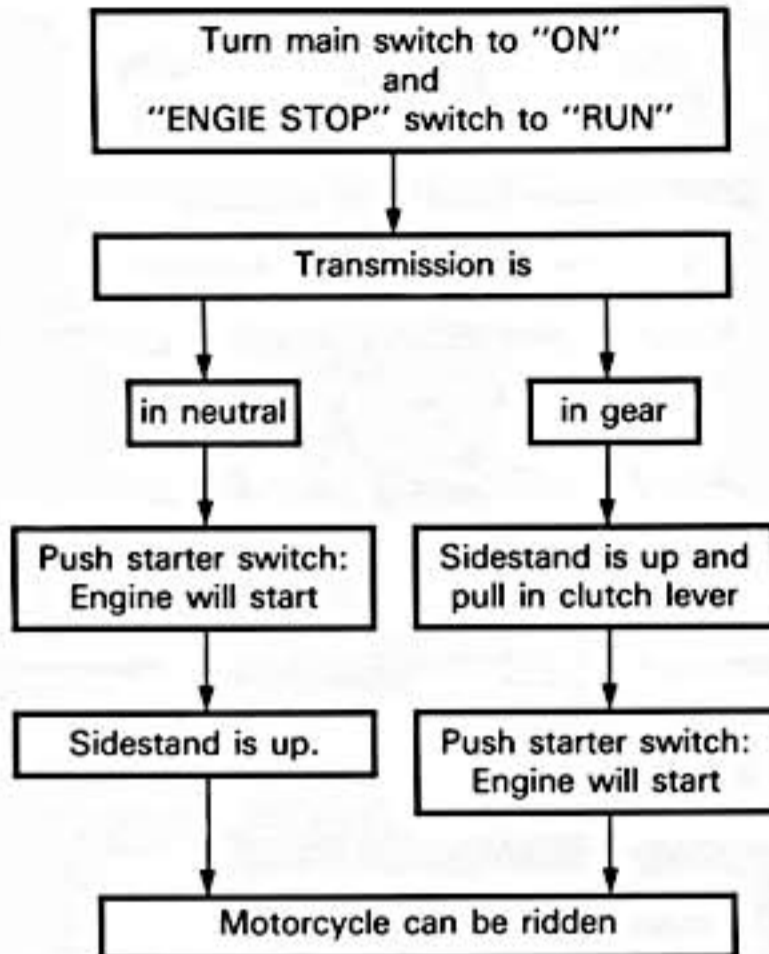 Turn main switch to "ON"
and
"ENGIE STOP" switch to "RUN"
Transmission is
in neutral
in gear
Push starter switch:
Engine will start
Sidestand is up and
pull in clutch lever
Sidestand is up.
Push starter switch:
Engine will start
Motorcycle can be ridden